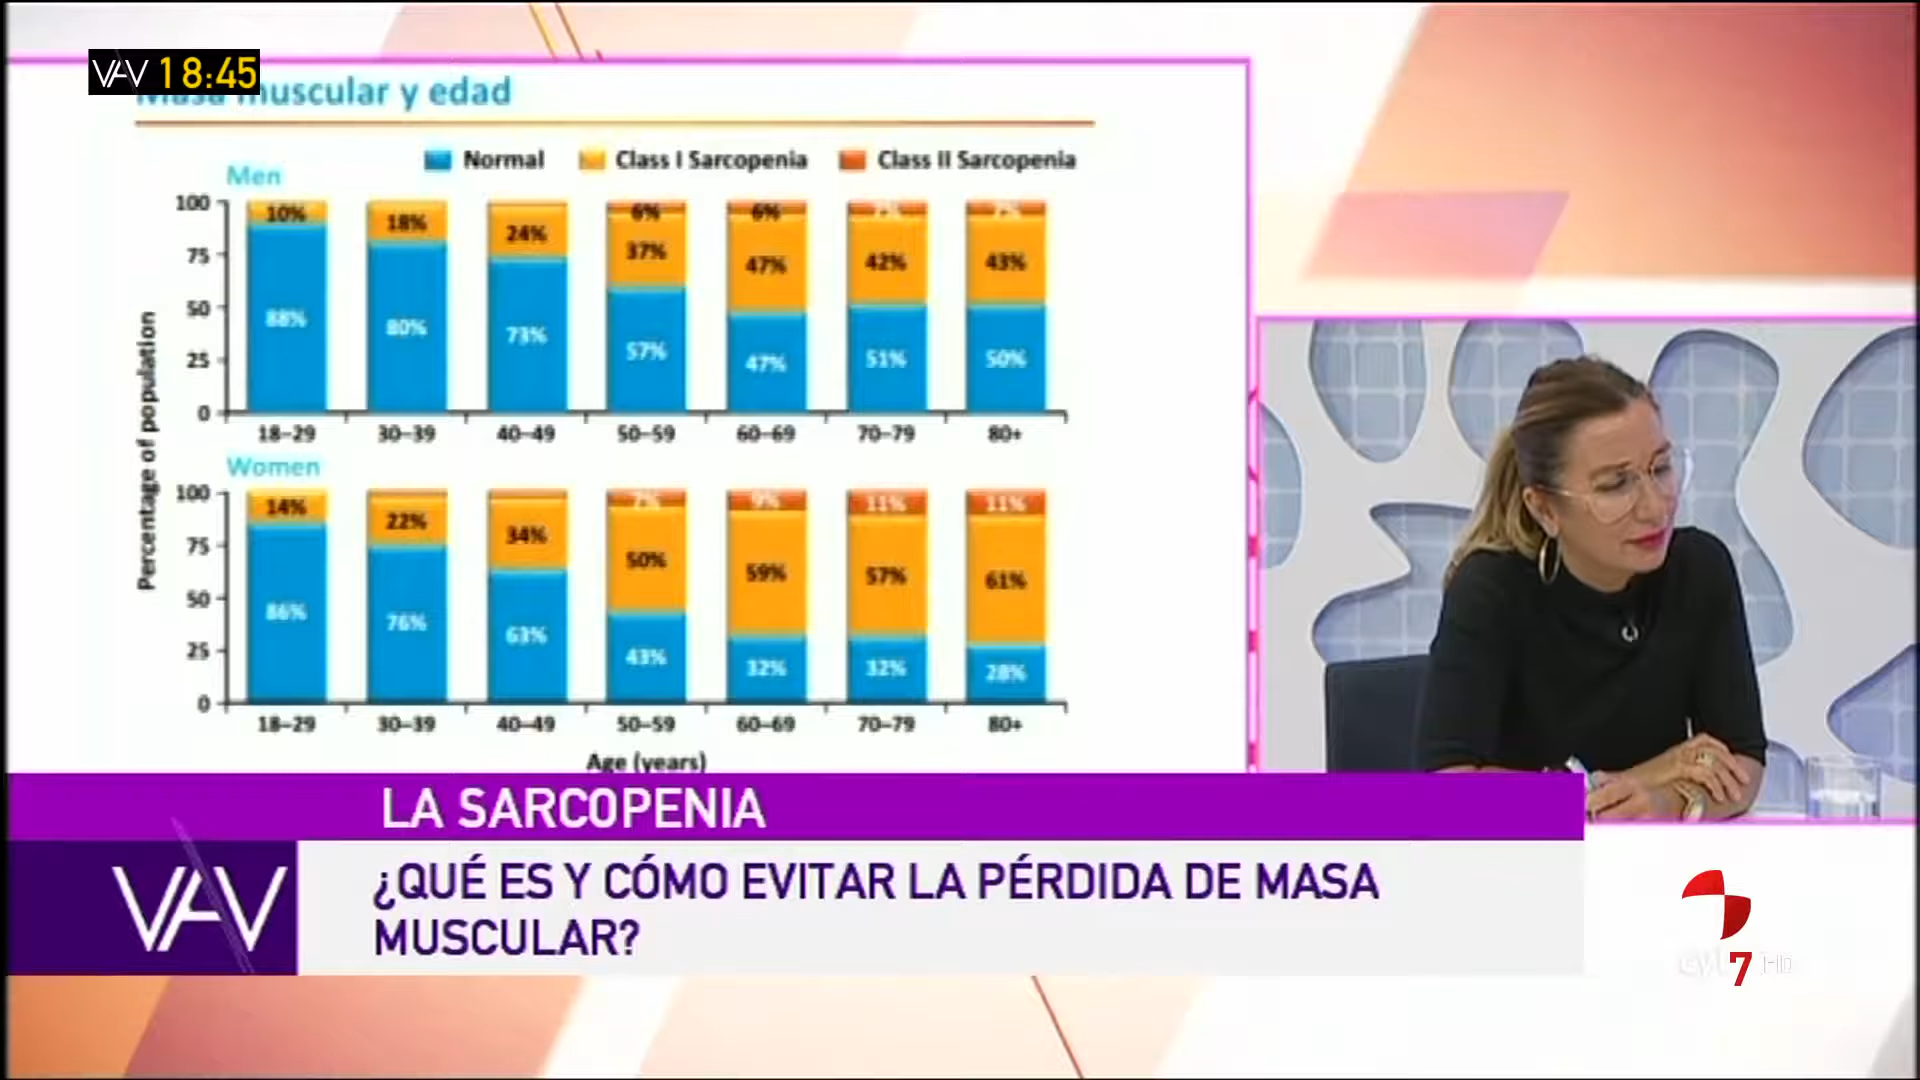 VAV 18:45
muscular y edad
Normal Class I Sarcopenia Class II Sarcopenia
Men
Percentage of population
100 75 50 25 0
10% 18% 24% 6% 6% 7% 7%
37% 47% 42% 43%
88% 80% 73% 57% 47% 51% 50%
18–29 30–39 40–49 50–59 60–69 70–79 80+
Women
100 75 50 25 0
14% 22% 34% 7% 9% 11% 11%
50% 59% 57% 61%
86% 76% 63% 43% 32% 32% 28%
18–29 30–39 40–49 50–59 60–69 70–79 80+
Age (years)
LA SARCOPENIA
VAV
¿QUÉ ES Y CÓMO EVITAR LA PÉRDIDA DE MASA
MUSCULAR?
7 HD